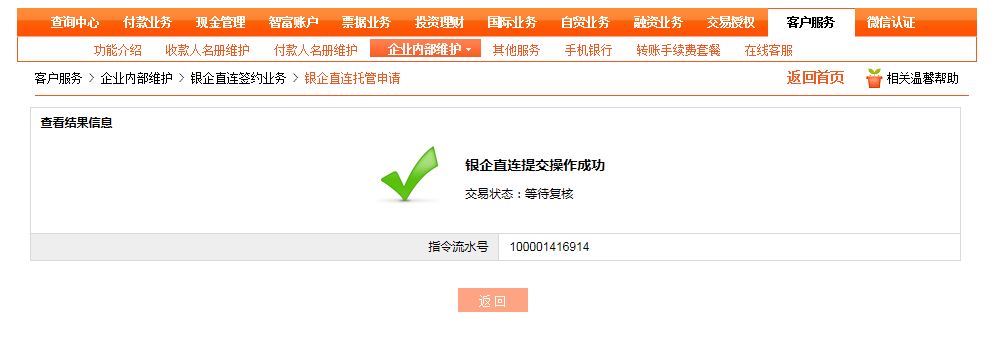 查询中心 付款业务 现金管理 智富账户 票据业务 投资理财 国际业务 自贸业务 融资业务 交易授权 客户服务 微信认证
功能介绍 收款人名册维护 付款人名册维护 企业内部维护 其他服务 手机银行 转账手续费套餐 在线客服
客户服务 > 企业内部维护 > 银企直连签约业务 > 银企直连托管申请 返回首页 相关温馨帮助
查看结果信息
银企直连提交操作成功
交易状态：等待复核
指令流水号 100001416914
返回